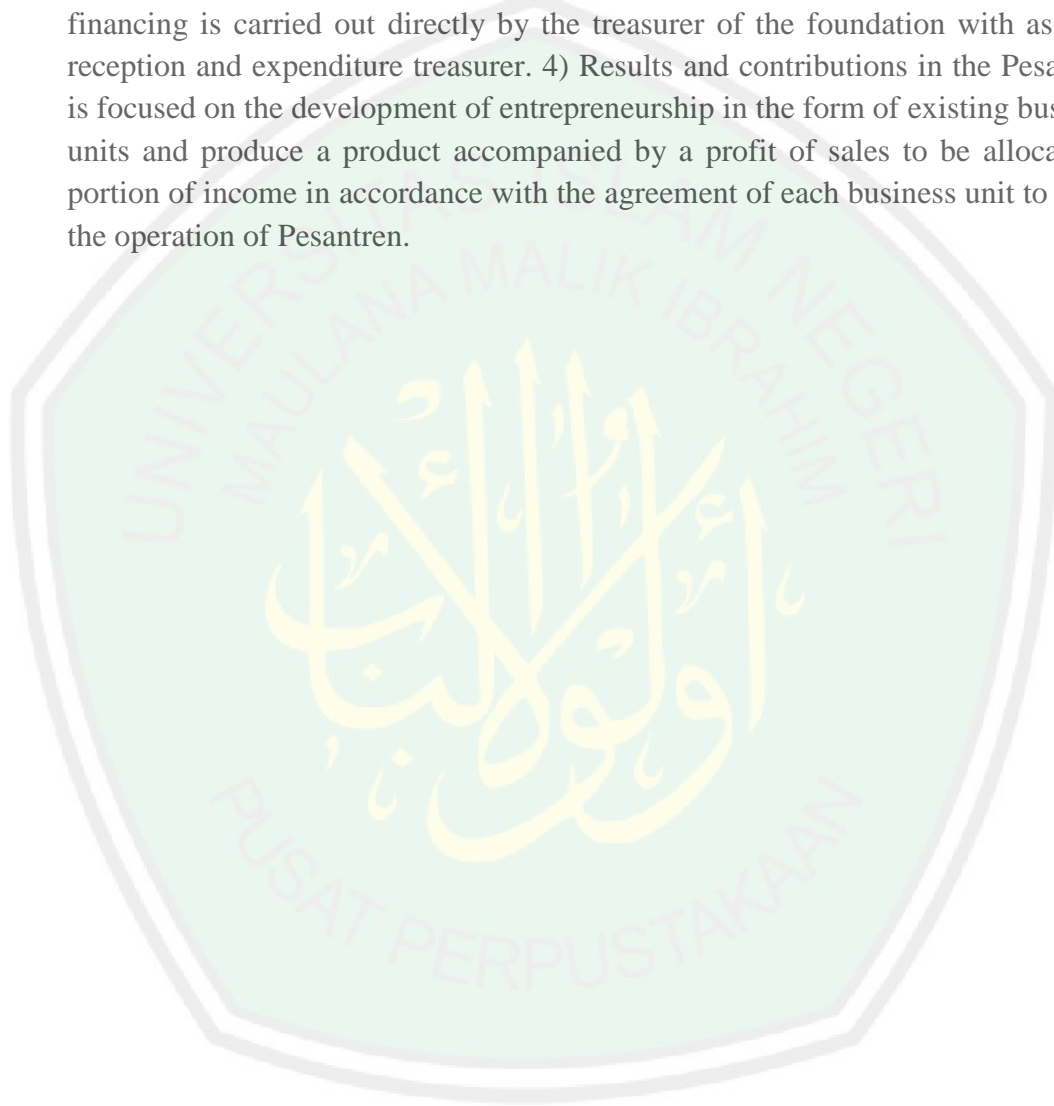 financing is carried out directly by the treasurer of the foundation with as
reception and expenditure treasurer. 4) Results and contributions in the Pesa
is focused on the development of entrepreneurship in the form of existing bus
units and produce a product accompanied by a profit of sales to be alloca
portion of income in accordance with the agreement of each business unit to
the operation of Pesantren.
UNIVERSITAS ISLAM NEGERI
MAULANA MALIK IBRAHIM
أولوا الألباب
PUSAT PERPUSTAKAAN